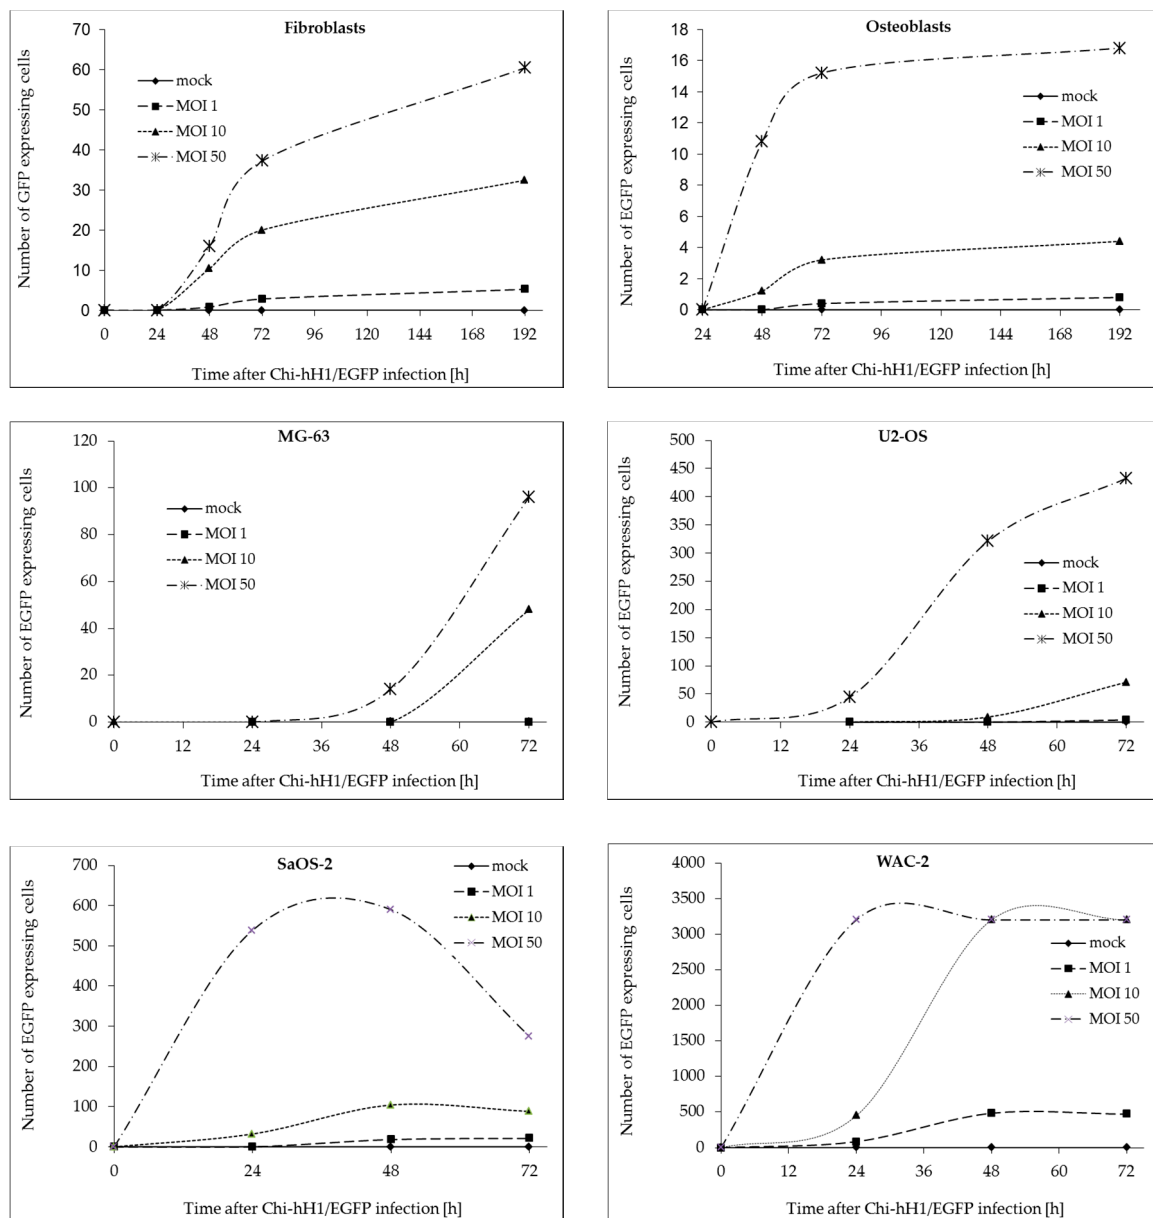 Fibroblasts
Number of GFP expressing cells
70
60
50
40
30
20
10
0
mock
MOI 1
MOI 10
MOI 50
0 24 48 72 96 120 144 168 192
Time after Chi-hH1/EGFP infection [h]
Osteoblasts
Number of EGFP expressing cells
18
16
14
12
10
8
6
4
2
0
mock
MOI 1
MOI 10
MOI 50
24 48 72 96 120 144 168 192
Time after Chi-hH1/EGFP infection [h]
MG-63
Number of EGFP expressing cells
120
100
80
60
40
20
0
mock
MOI 1
MOI 10
MOI 50
0 12 24 36 48 60 72
Time after Chi-hH1/EGFP infection [h]
U2-OS
Number of EGFP expressing cells
500
450
400
350
300
250
200
150
100
50
0
mock
MOI 1
MOI 10
MOI 50
0 12 24 36 48 60 72
Time after Chi-hH1/EGFP infection [h]
SaOS-2
Number of EGFP expressing cells
700
600
500
400
300
200
100
0
mock
MOI 1
MOI 10
MOI 50
0 24 48 72
Time after Chi-hH1/EGFP infection [h]
WAC-2
Number of EGFP expressing cells
4000
3500
3000
2500
2000
1500
1000
500
0
mock
MOI 1
MOI 10
MOI 50
0 12 24 36 48 60 72
Time after Chi-hH1/EGFP infection [h]